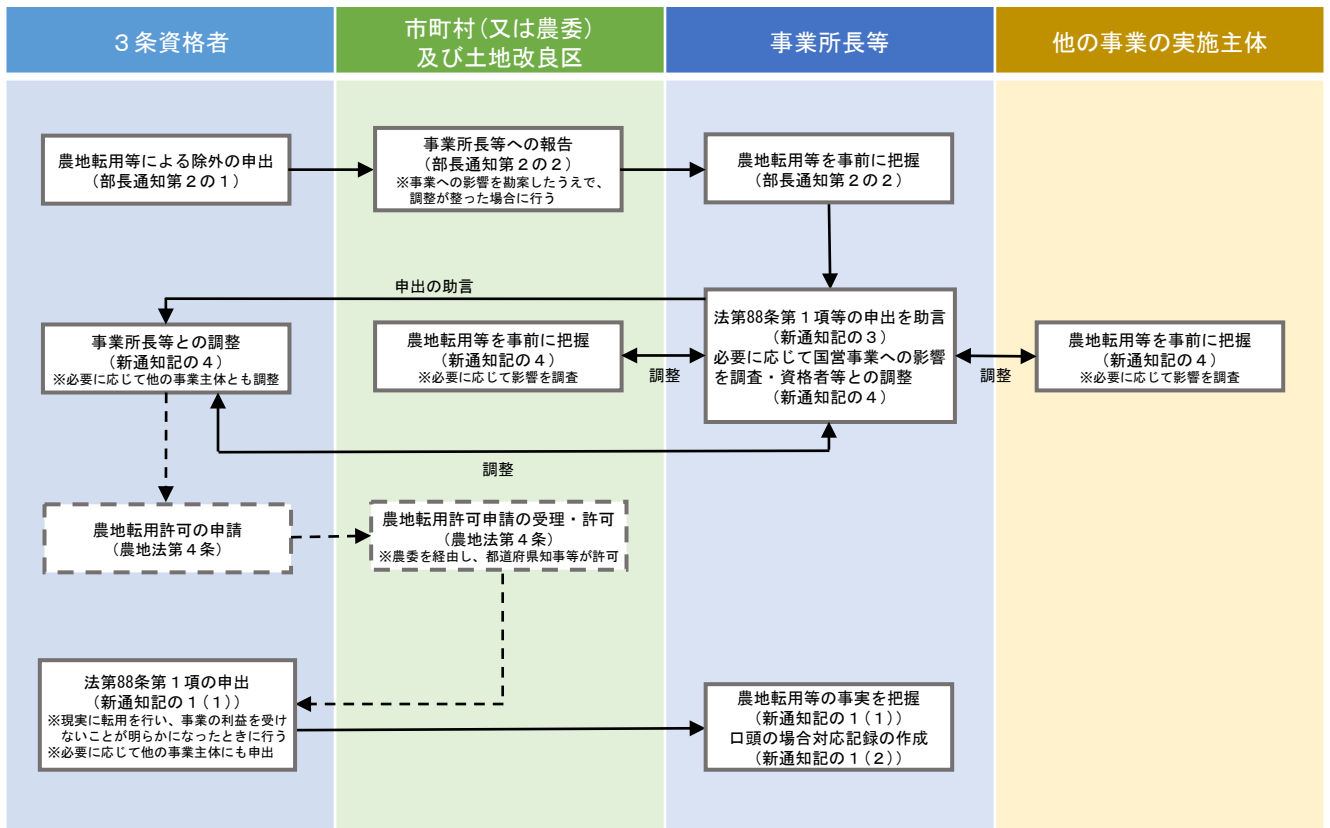 ３条資格者
市町村（又は農委）
及び土地改良区
事業所長等
他の事業の実施主体
農地転用等による除外の申出
（部長通知第２の１）
事業所長等への報告
（部長通知第２の２）
※事業への影響を勘案したうえで、
調整が整った場合に行う
農地転用等を事前に把握
（部長通知第２の２）
申出の助言
事業所長等との調整
（新通知記の４）
※必要に応じて他の事業主体とも調整
農地転用等を事前に把握
（新通知記の４）
※必要に応じて影響を調査
調整
法第88条第１項等の申出を助言
（新通知記の３）
必要に応じて国営事業への影響
を調査・資格者等との調整
（新通知記の４）
調整
農地転用等を事前に把握
（新通知記の４）
※必要に応じて影響を調査
調整
農地転用許可の申請
（農地法第４条）
農地転用許可申請の受理・許可
（農地法第４条）
※農委を経由し、都道府県知事等が許可
法第88条第１項の申出
（新通知記の１(１)）
※現実に転用を行い、事業の利益を受け
ないことが明らかになったときに行う
※必要に応じて他の事業主体にも申出
農地転用等の事実を把握
（新通知記の１(１)）
口頭の場合対応記録の作成
（新通知記の１(２)）